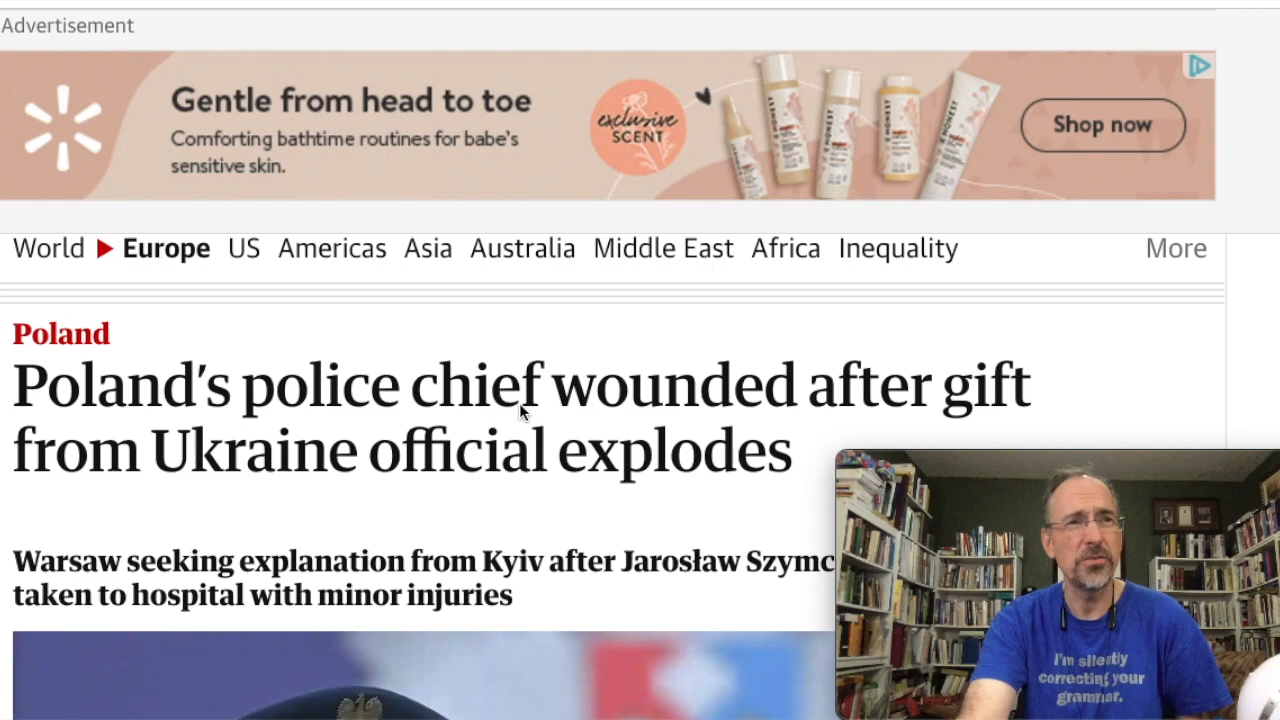 Advertisement
Gentle from head to toe
Comforting bathtime routines for babe's
sensitive skin.
exclusive
SCENT
HONEST
Shop now
World Europe US Americas Asia Australia Middle East Africa Inequality More
Poland
Poland's police chief wounded after gift
from Ukraine official explodes
Warsaw seeking explanation from Kyiv after Jarosław Szymc
taken to hospital with minor injuries
I'm silently
correcting your
grammar.